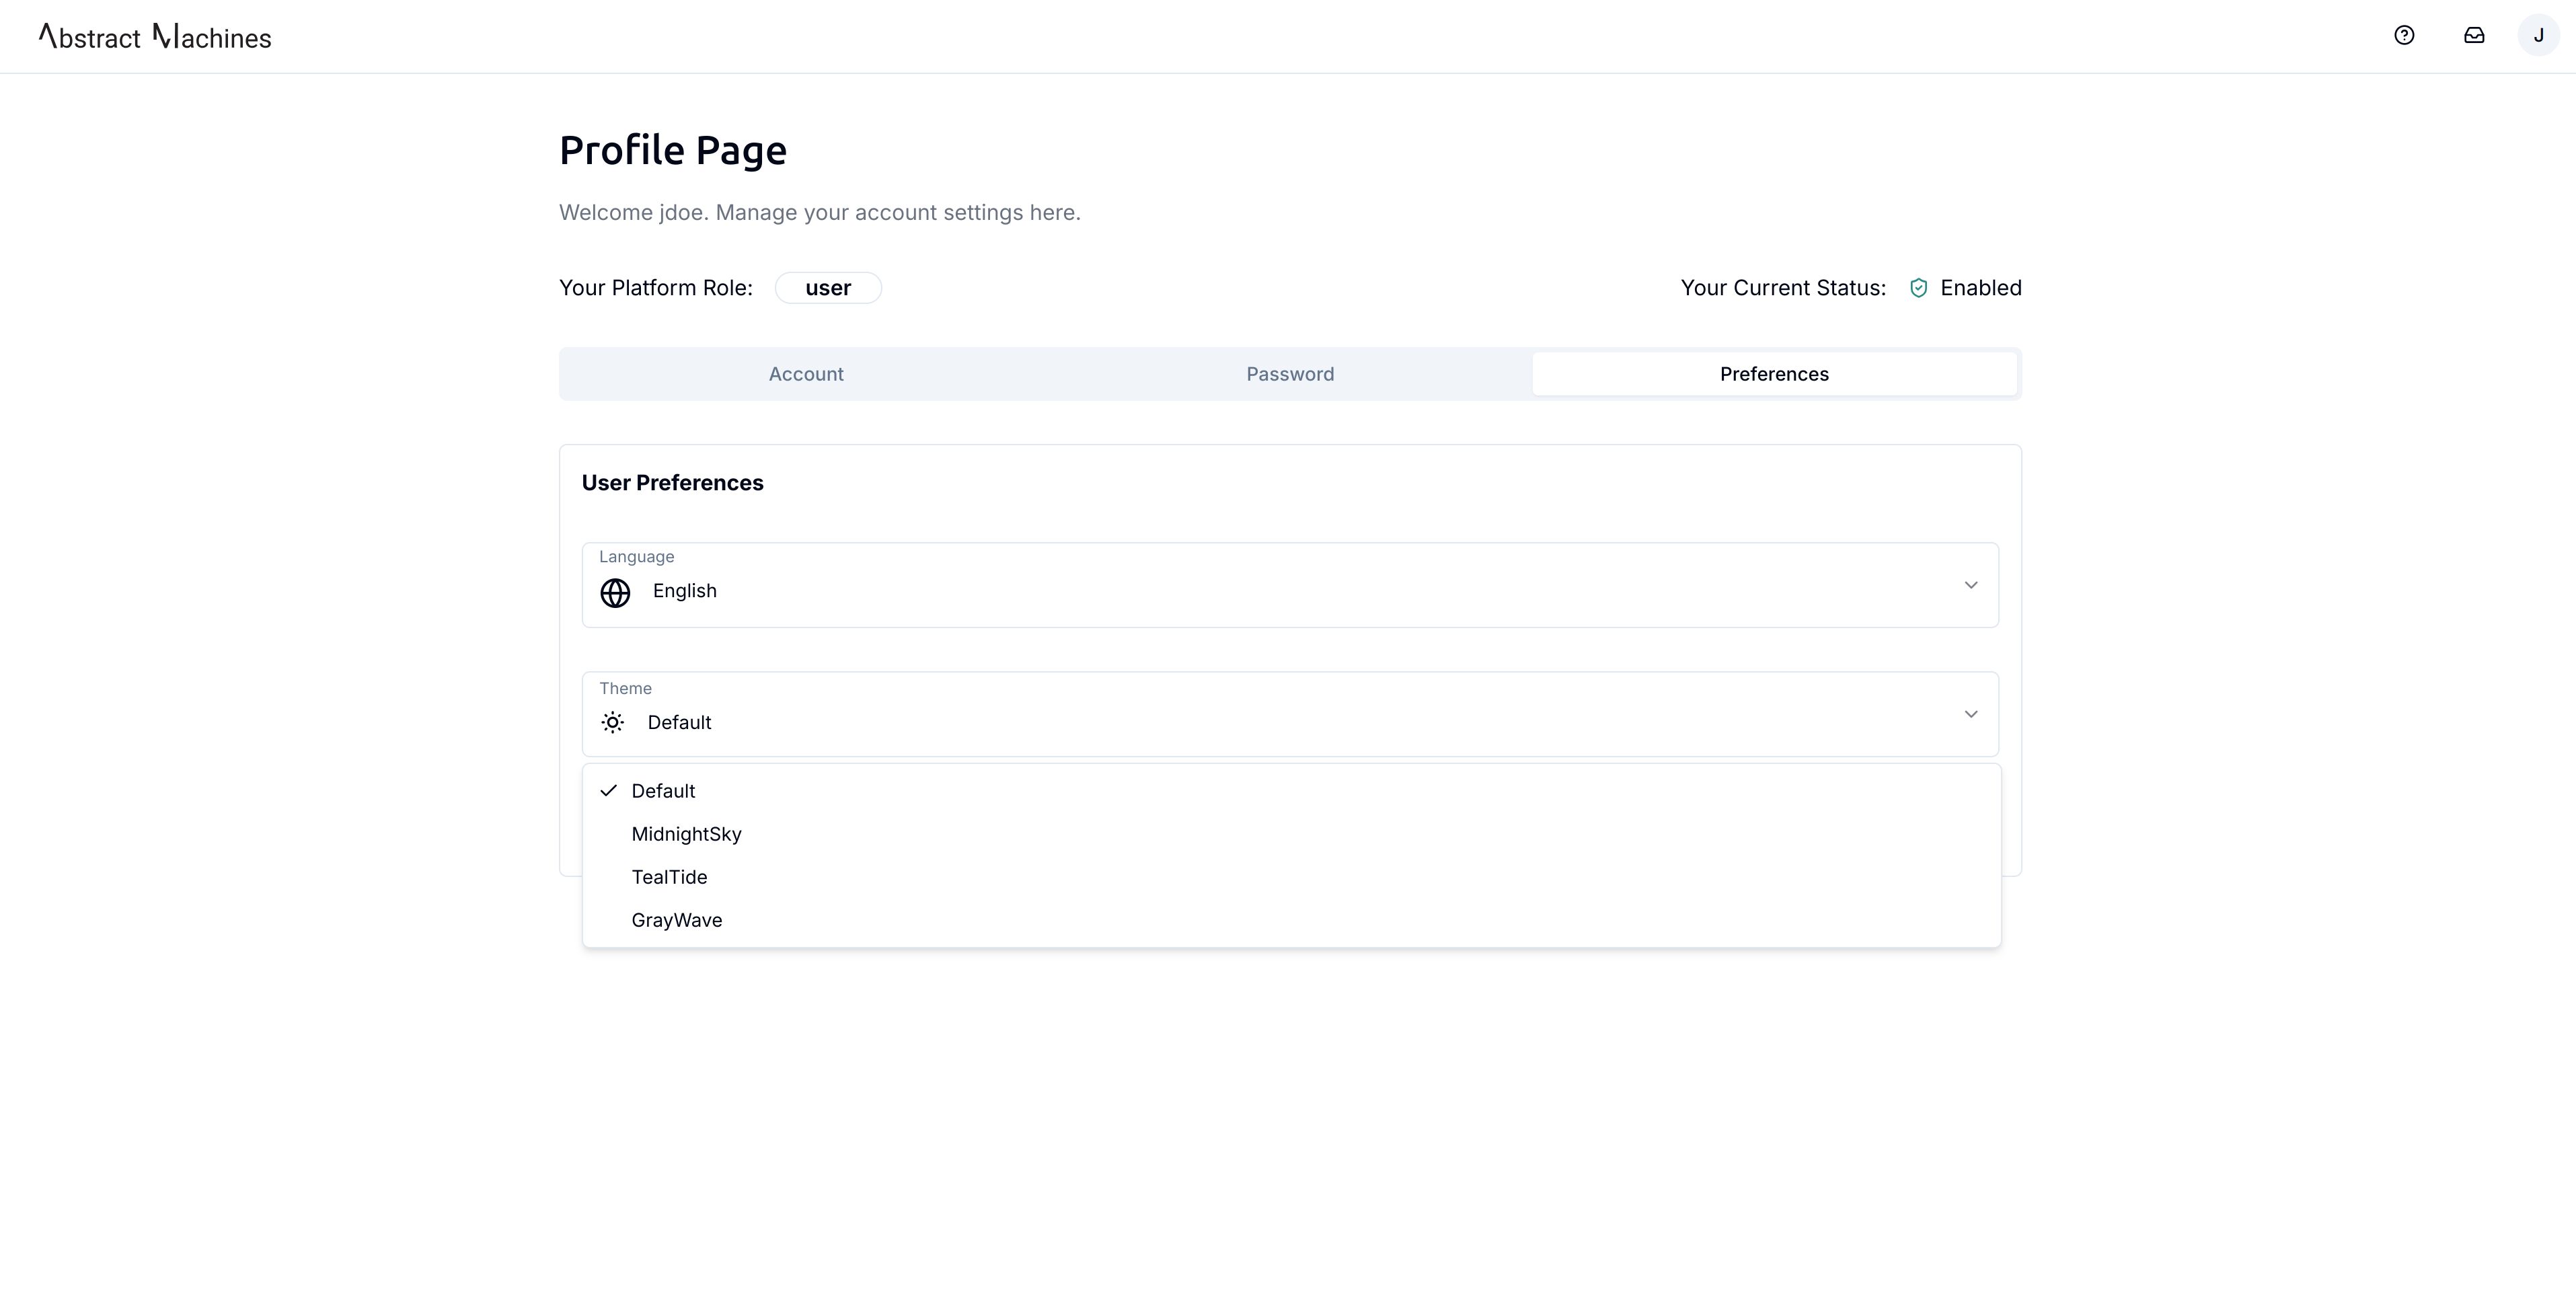 Abstract Machines
J
Profile Page
Welcome jdoe. Manage your account settings here.
Your Platform Role: user
Your Current Status: Enabled
Account Password Preferences
User Preferences
Language
English
Theme
Default
Default
MidnightSky
TealTide
GrayWave